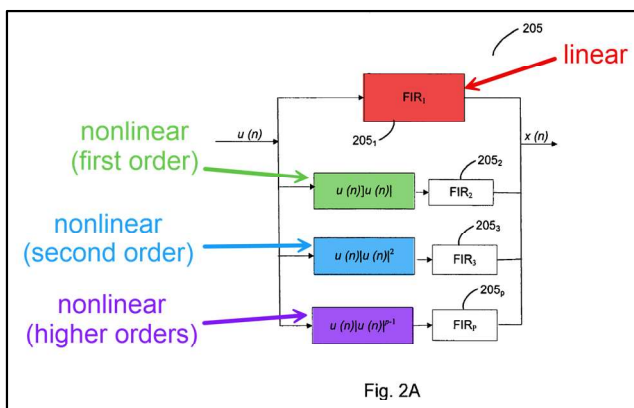 205
linear
FIR₁
205₁
u (n)
x (n)
nonlinear
(first order)
u (n)]u (n)|
205₂
FIR₂
nonlinear
(second order)
u (n)|u (n)|²
205₃
FIR₃
nonlinear
(higher orders)
u (n)|u (n)|ᵖ⁻¹
205ₚ
FIRₚ
Fig. 2A